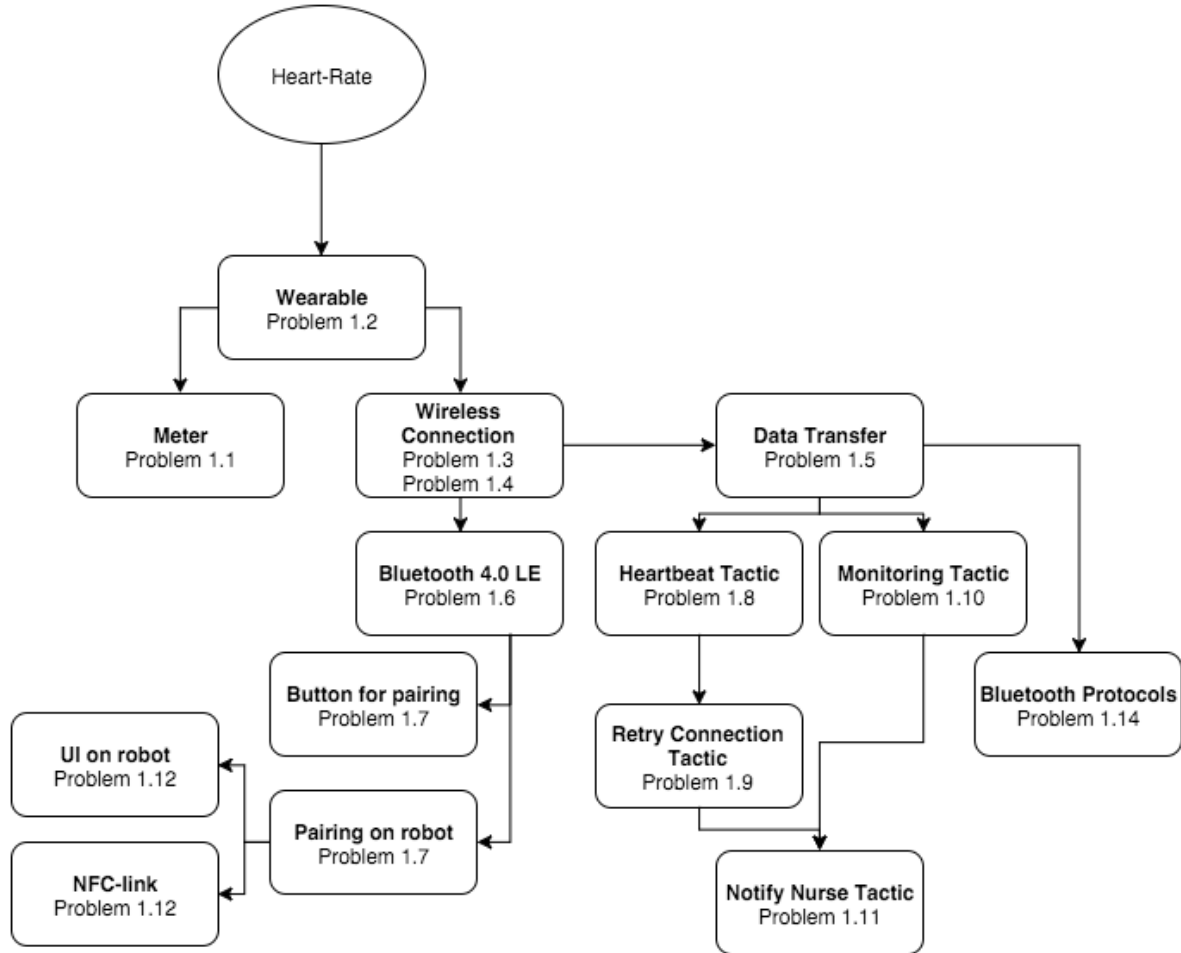 Heart-Rate
Wearable
Problem 1.2
Meter
Problem 1.1
Wireless
Connection
Problem 1.3
Problem 1.4
Data Transfer
Problem 1.5
Bluetooth 4.0 LE
Problem 1.6
Heartbeat Tactic
Problem 1.8
Monitoring Tactic
Problem 1.10
Button for pairing
Problem 1.7
Bluetooth Protocols
Problem 1.14
UI on robot
Problem 1.12
Retry Connection
Tactic
Problem 1.9
Pairing on robot
Problem 1.7
NFC-link
Problem 1.12
Notify Nurse Tactic
Problem 1.11